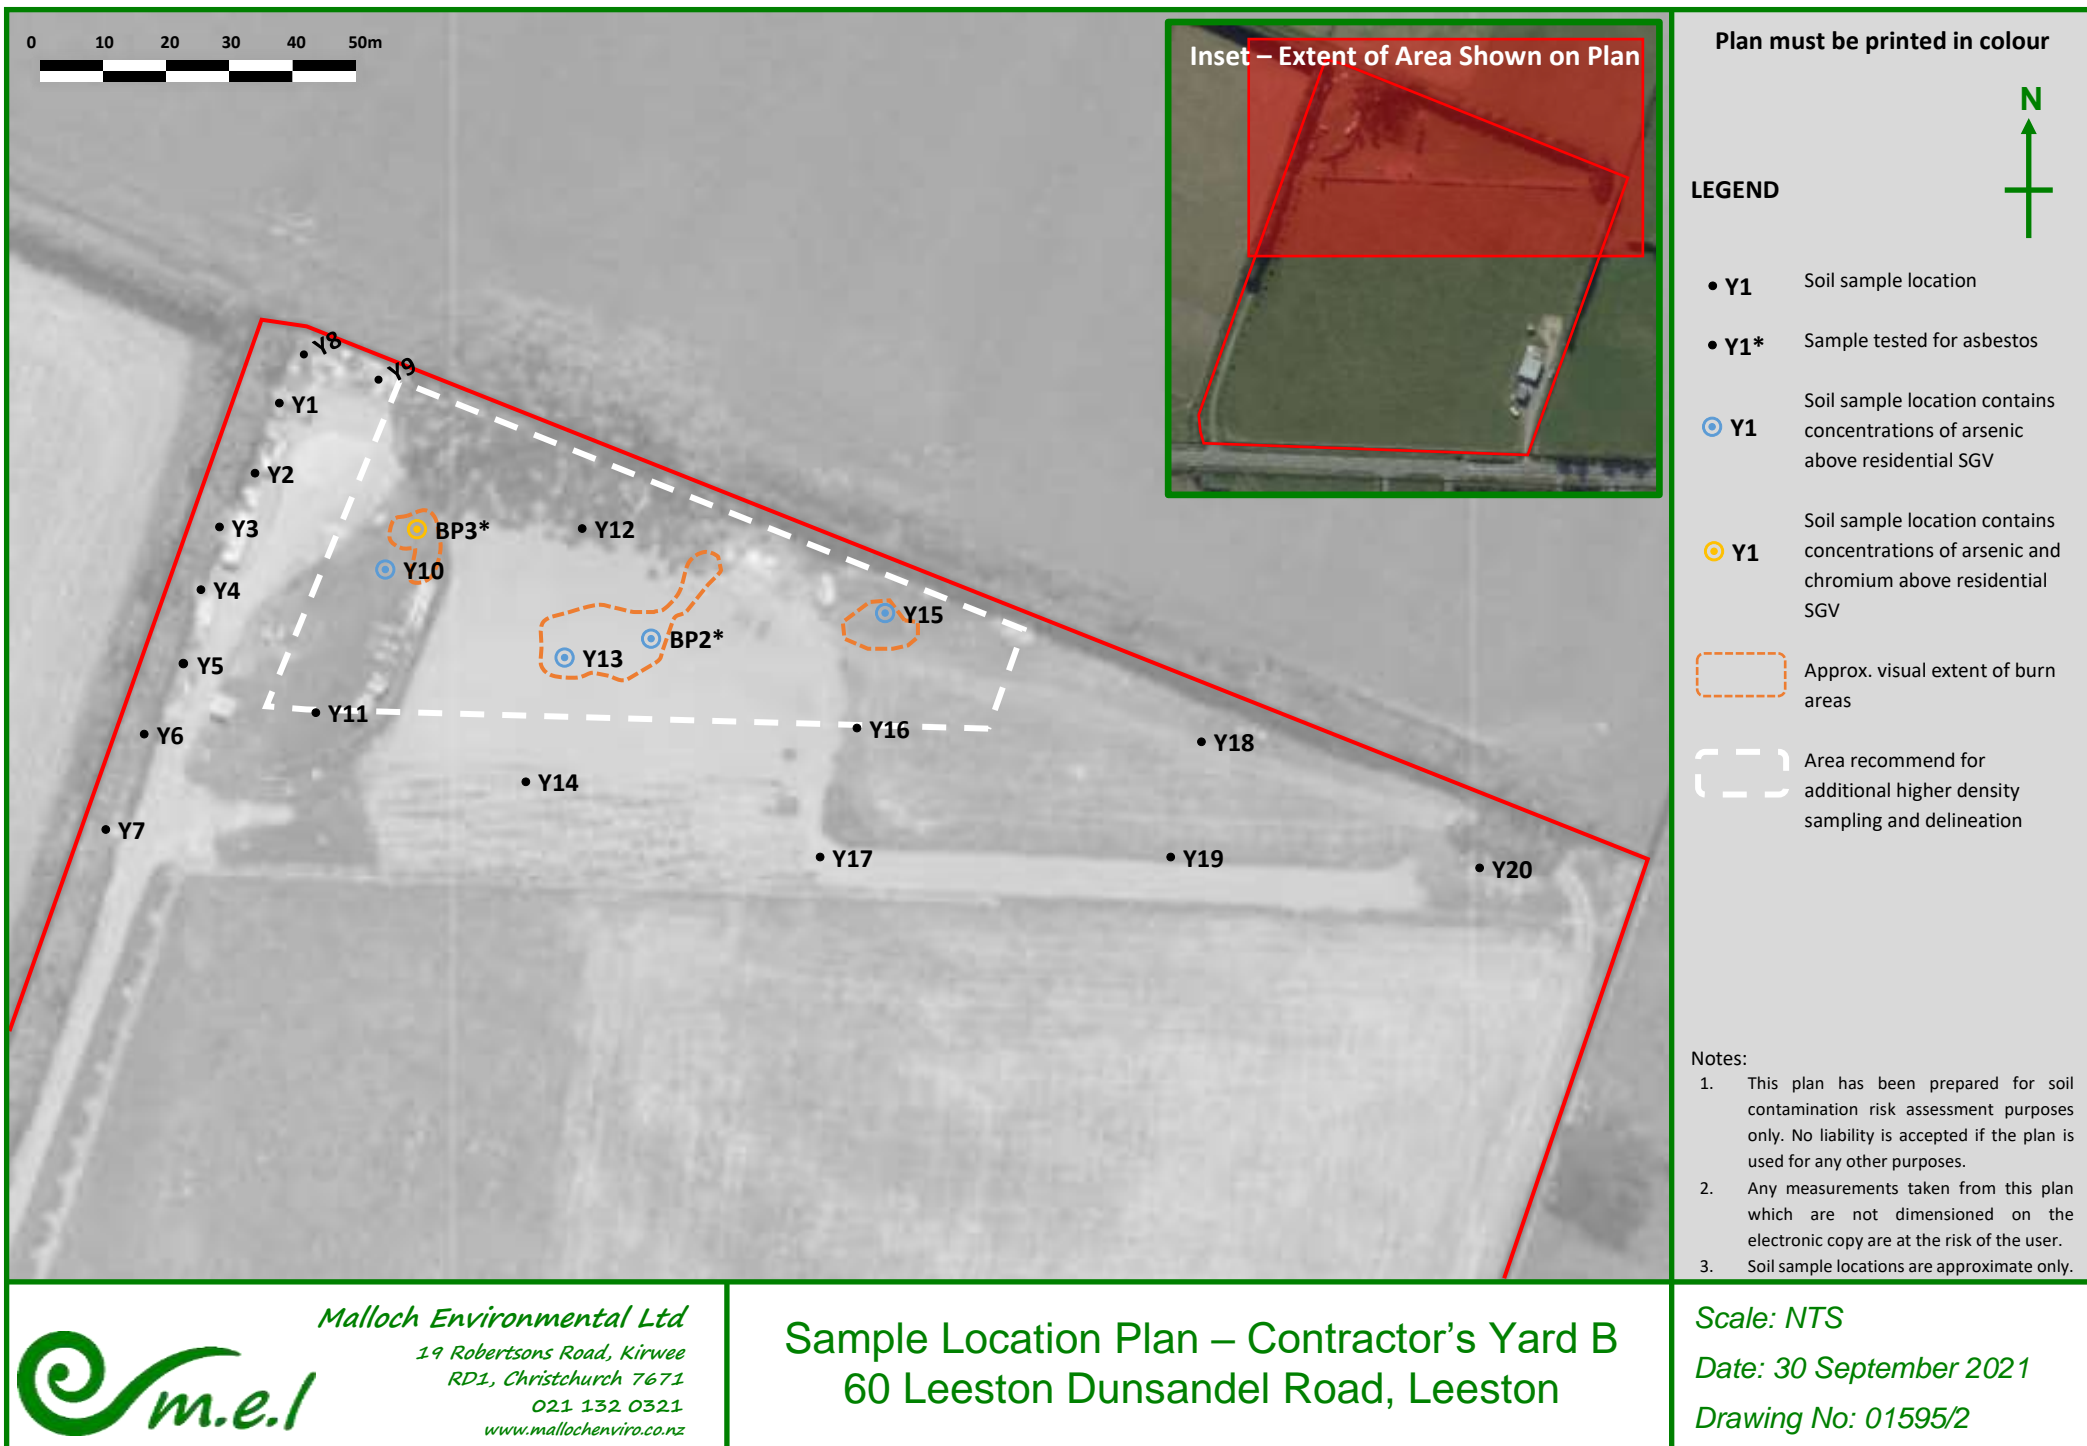 0 10 20 30 40 50m
Inset – Extent of Area Shown on Plan
Y8
Y9
Y1
Y2
Y3
BP3*
Y12
Y10
Y4
Y15
BP2*
Y13
Y5
Y11
Y6
Y16
Y18
Y14
Y7
Y17
Y19
Y20
Plan must be printed in colour
N
LEGEND
Y1 Soil sample location
Y1* Sample tested for asbestos
Y1 Soil sample location contains
concentrations of arsenic
above residential SGV
Y1 Soil sample location contains
concentrations of arsenic and
chromium above residential
SGV
Approx. visual extent of burn
areas
Area recommend for
additional higher density
sampling and delineation
Notes:
1. This plan has been prepared for soil
contamination risk assessment purposes
only. No liability is accepted if the plan is
used for any other purposes.
2. Any measurements taken from this plan
which are not dimensioned on the
electronic copy are at the risk of the user.
3. Soil sample locations are approximate only.
m.e.l
Malloch Environmental Ltd
19 Robertsons Road, Kirwee
RD1, Christchurch 7671
021 132 0321
www.mallochenviro.co.nz
Sample Location Plan – Contractor's Yard B
60 Leeston Dunsandel Road, Leeston
Scale: NTS
Date: 30 September 2021
Drawing No: 01595/2